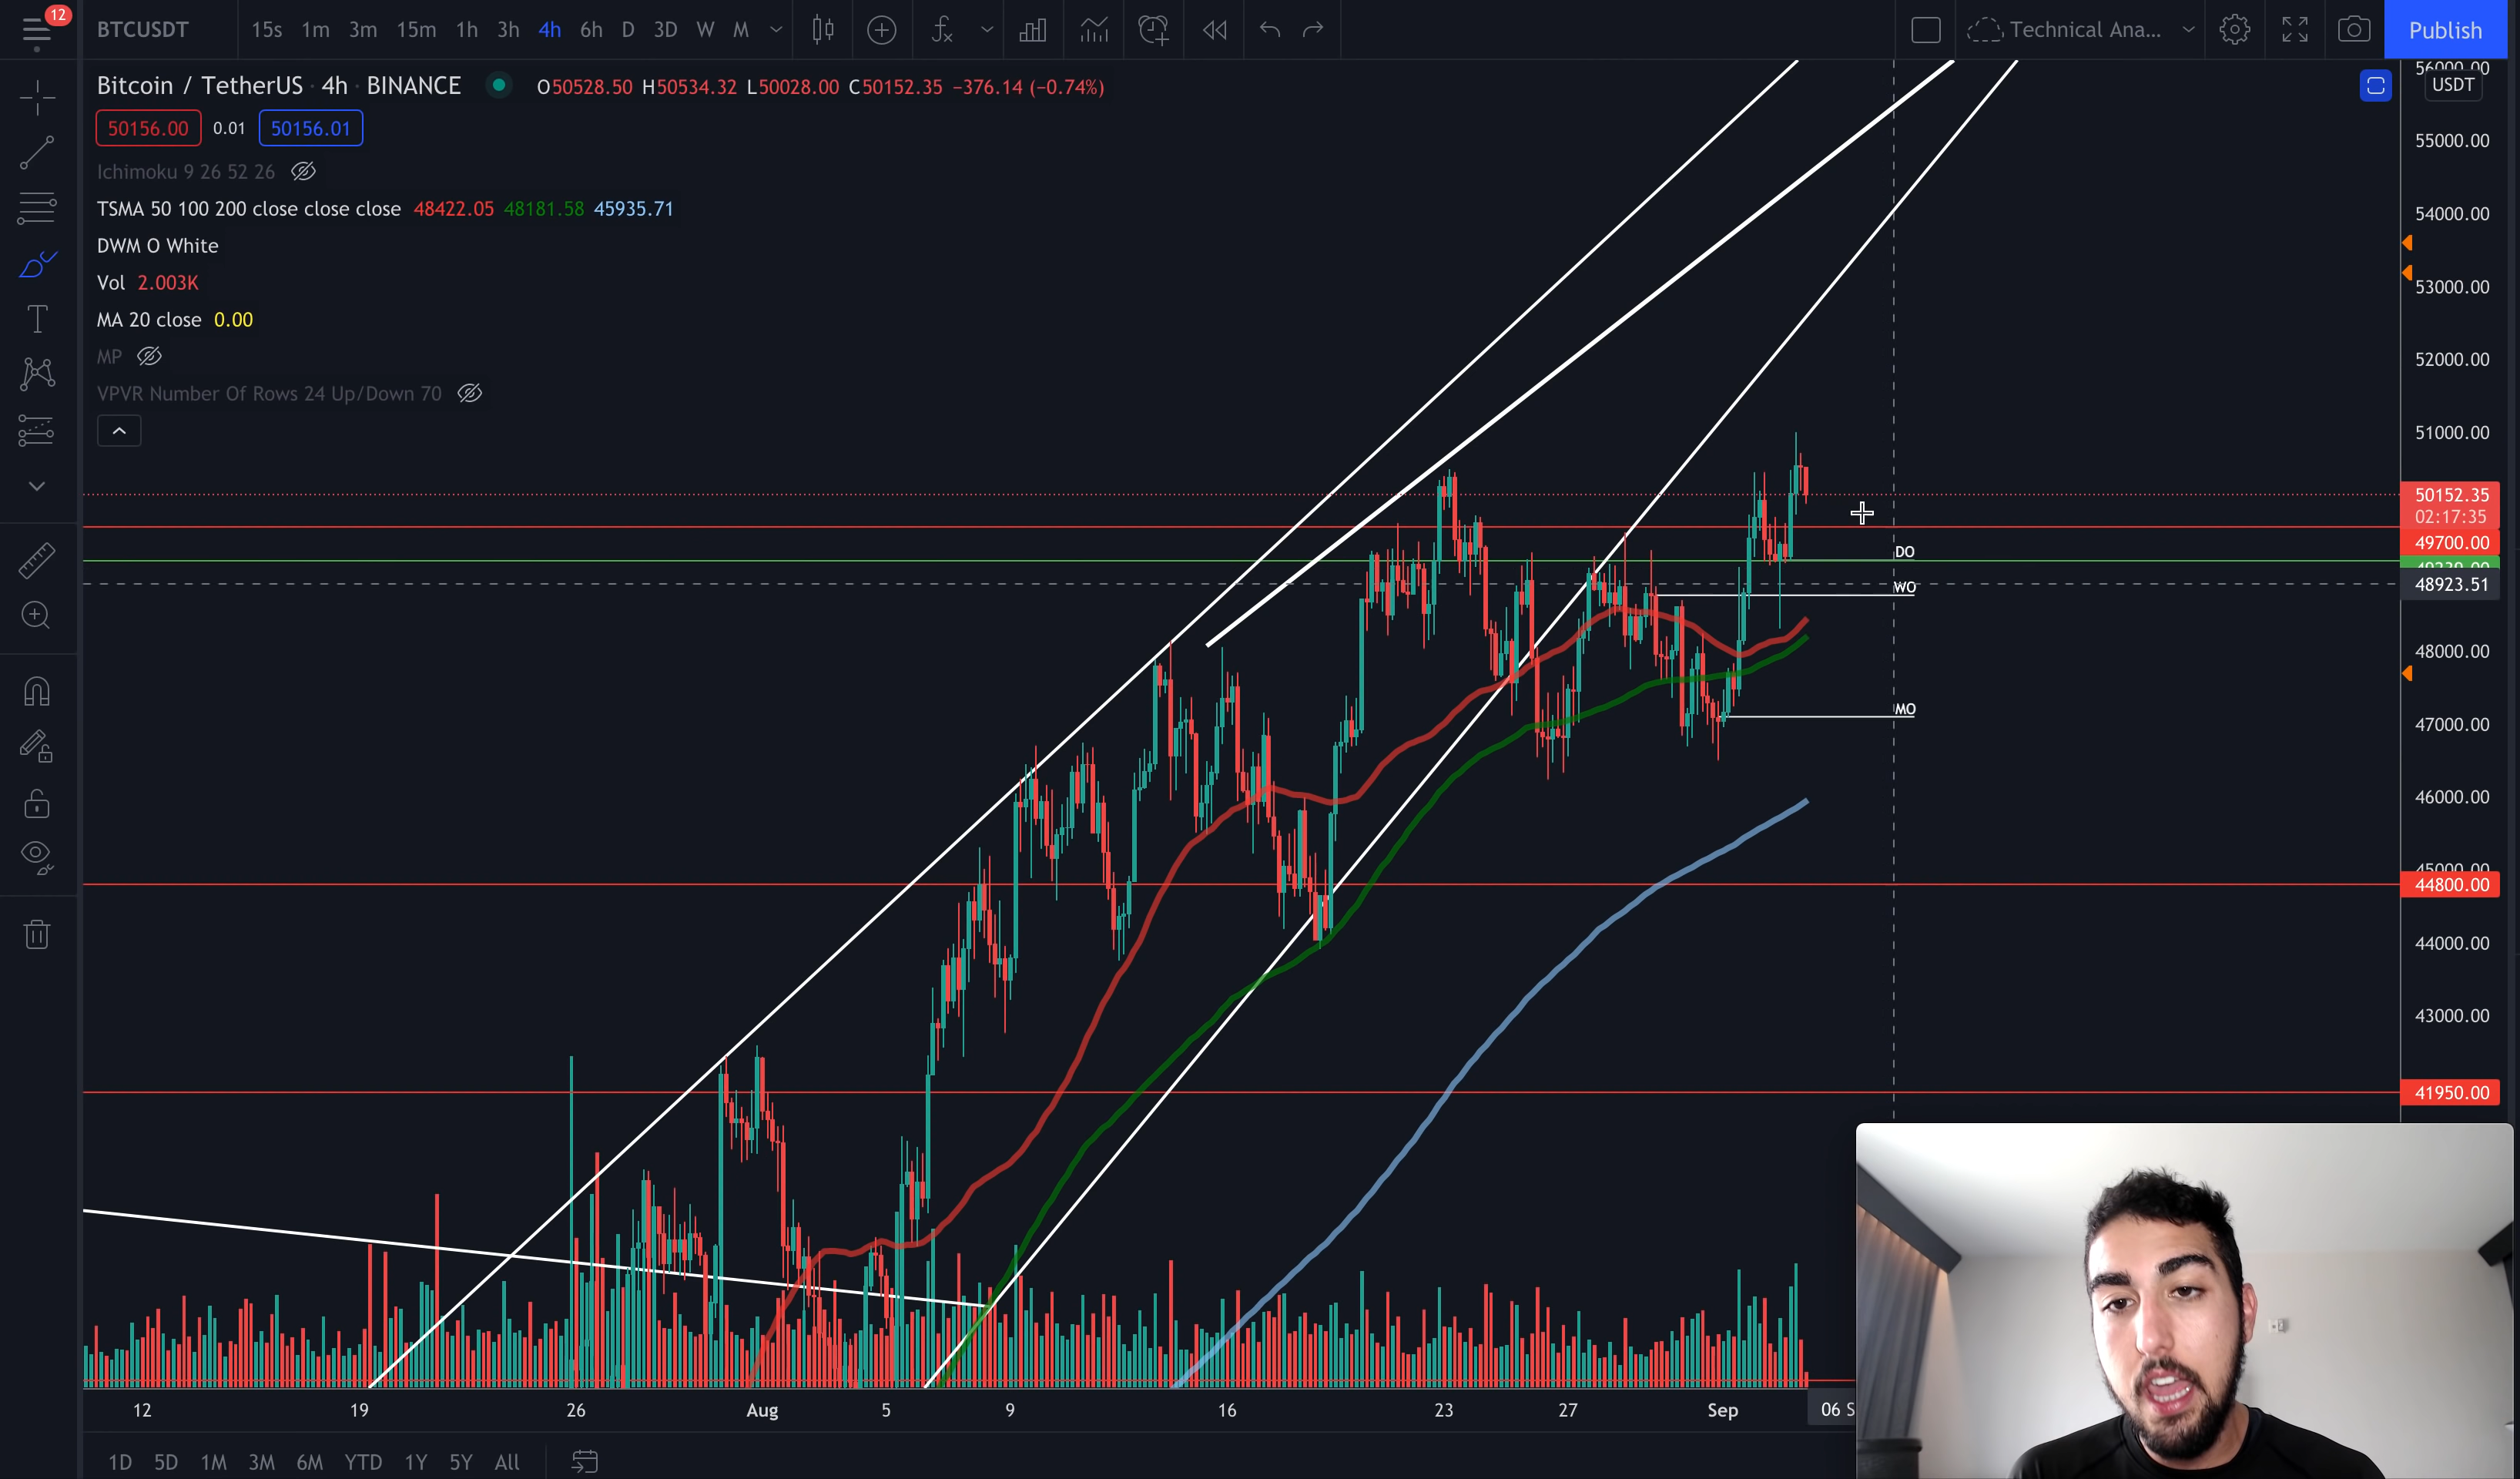 12
BTCUSDT 15s 1m 3m 15m 1h 3h 4h 6h D 3D W M Technical Ana... Publish
Bitcoin / TetherUS · 4h · BINANCE O50528.50 H50534.32 L50028.00 C50152.35 −376.14 (−0.74%)
50156.00 0.01 50156.01
Ichimoku 9 26 52 26
TSMA 50 100 200 close close close 48422.05 48181.58 45935.71
DWM O White
Vol 2.003K
MA 20 close 0.00
MP
VPVR Number Of Rows 24 Up/Down 70
56000.00
USDT
55000.00
54000.00
53000.00
52000.00
51000.00
50152.35
02:17:35
49700.00
48923.51
48000.00
47000.00
46000.00
45000.00
44800.00
44000.00
43000.00
41950.00
DO
WO
MO
12 19 26 Aug 5 9 16 23 27 Sep 06 S
1D 5D 1M 3M 6M YTD 1Y 5Y All